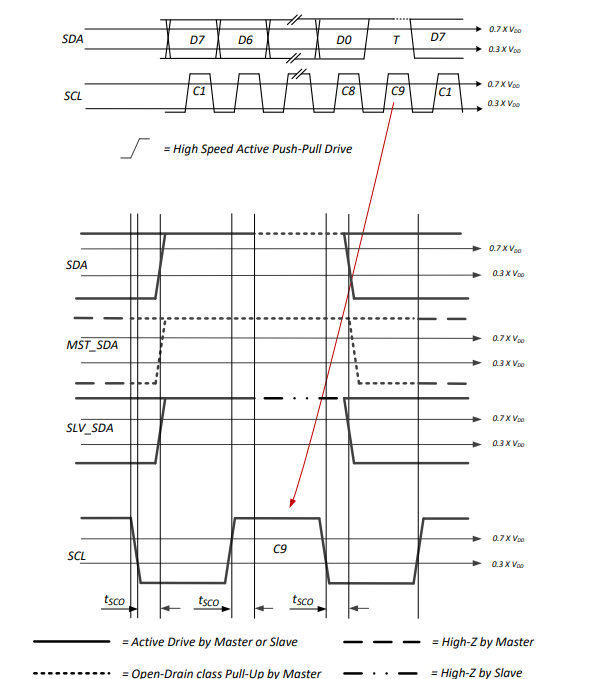 SDA D7 D6 D0 T D7 0.7 X VDD
0.3 X VDD
SCL C1 C8 C9 C1 0.7 X VDD
0.3 X VDD
= High Speed Active Push-Pull Drive
SDA 0.7 X VDD
0.3 X VDD
MST_SDA 0.7 X VDD
0.3 X VDD
SLV_SDA 0.7 X VDD
0.3 X VDD
SCL C9 0.7 X VDD
0.3 X VDD
tSCO tSCO tSCO
= Active Drive by Master or Slave = High-Z by Master
= Open-Drain class Pull-Up by Master = High-Z by Slave